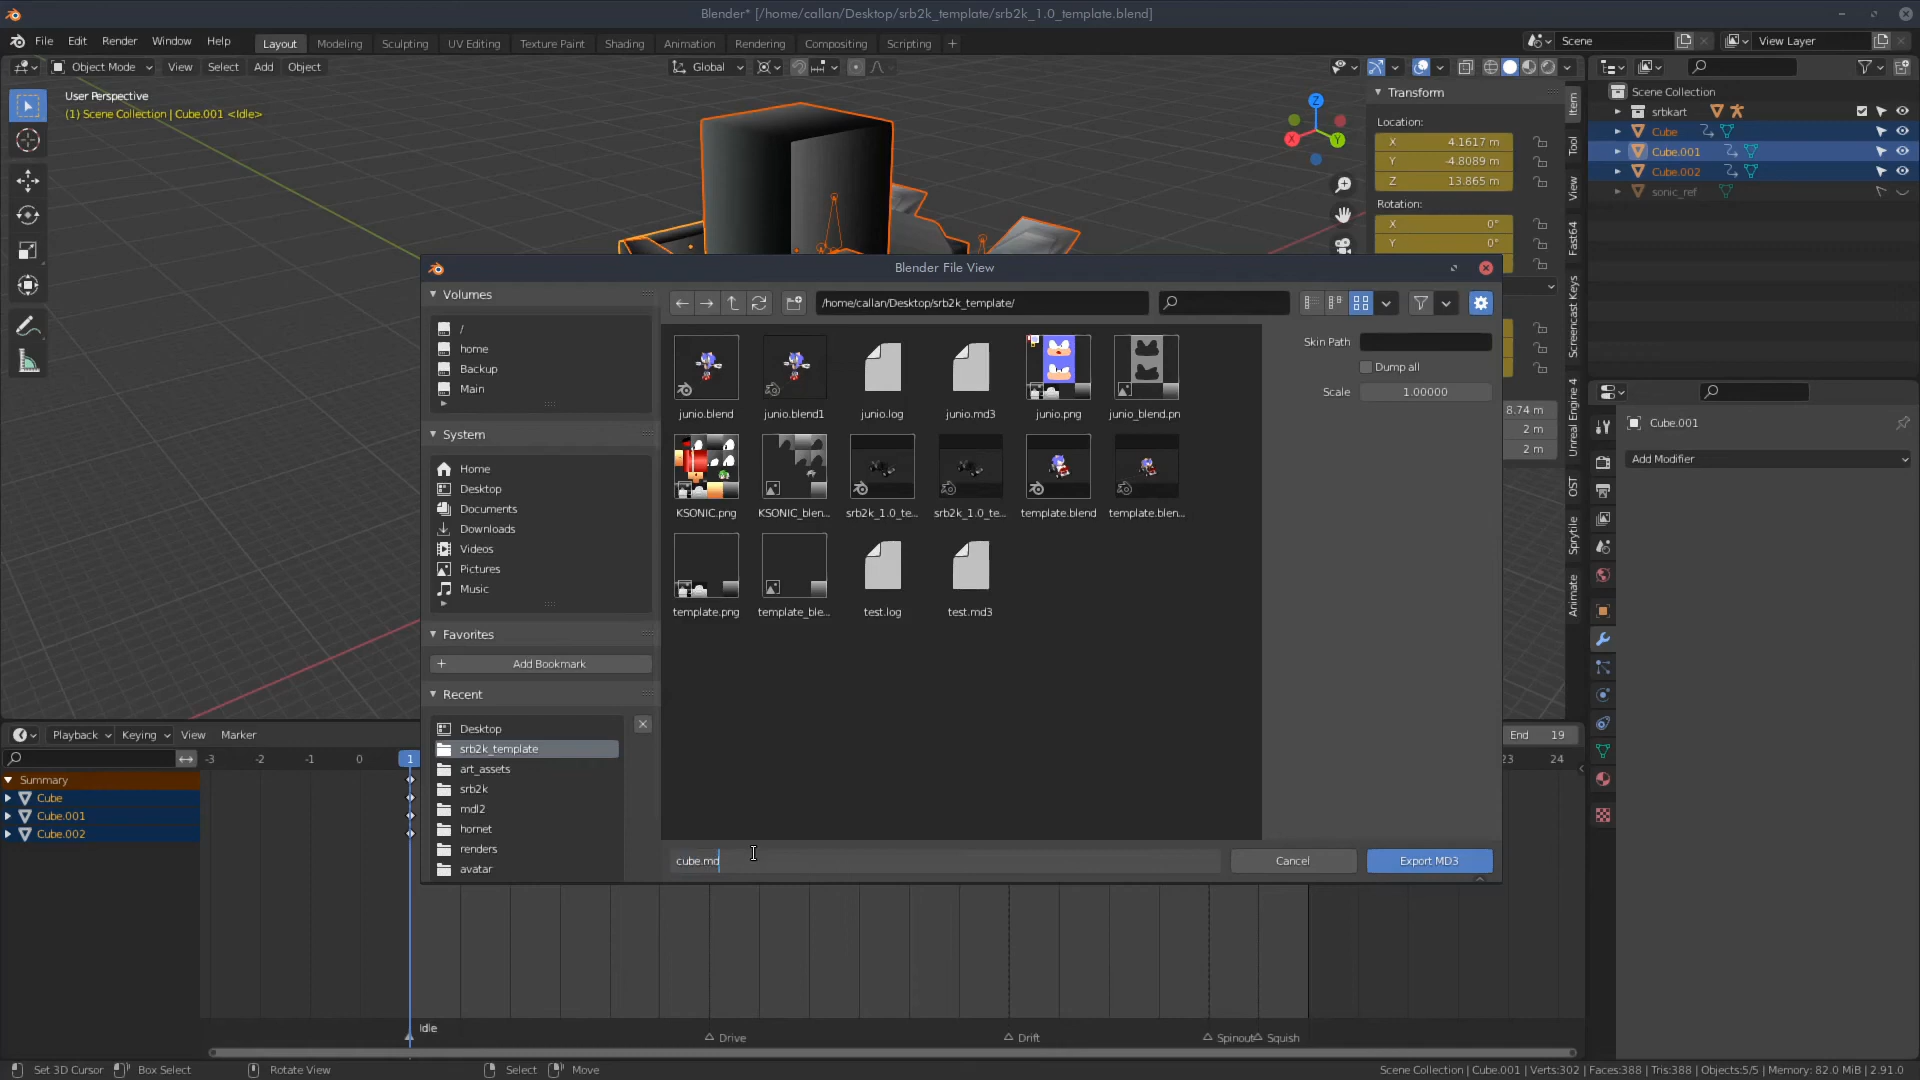 Blender* [/home/callan/Desktop/srb2k_template/srb2k_1.0_template.blend]
File Edit Render Window Help Layout Modeling Sculpting UV Editing Texture Paint Shading Animation Rendering Compositing Scripting + Scene View Layer
Object Mode View Select Add Object Global
User Perspective
(1) Scene Collection | Cube.001 <Idle>
Z
X
Y
Transform
Location:
X 4.1617 m
Y -4.8089 m
Z 13.865 m
Rotation:
X 0°
Y 0°
8.74 m
2 m
2 m
Item
Tool
View
Fast64
Screencast Keys
Unreal Engine 4
OST
Sprytile
Animate
Scene Collection
srbkart
Cube
Cube.001
Cube.002
sonic_ref
Cube.001
Add Modifier
Blender File View
Volumes
/
home
Backup
Main
System
Home
Desktop
Documents
Downloads
Videos
Pictures
Music
Favorites
+ Add Bookmark
Recent
Desktop
srb2k_template
art_assets
srb2k
mdl2
hornet
renders
avatar
/home/callan/Desktop/srb2k_template/
junio.blend junio.blend1 junio.log junio.md3 junio.png junio_blend.pn
KSONIC.png KSONIC_blen... srb2k_1.0_te... srb2k_1.0_te... template.blend template.blen...
template.png template_ble... test.log test.md3
Skin Path
Dump all
Scale 1.00000
cube.md
Cancel Export MD3
Playback Keying View Marker End 19
-3 -2 -1 0 1 23 24
Summary
Cube
Cube.001
Cube.002
Idle
Drive Drift Spinout Squish
Set 3D Cursor Box Select Rotate View Select Move Scene Collection | Cube.001 | Verts:302 | Faces:388 | Tris:388 | Objects:5/5 | Memory: 82.0 MiB | 2.91.0